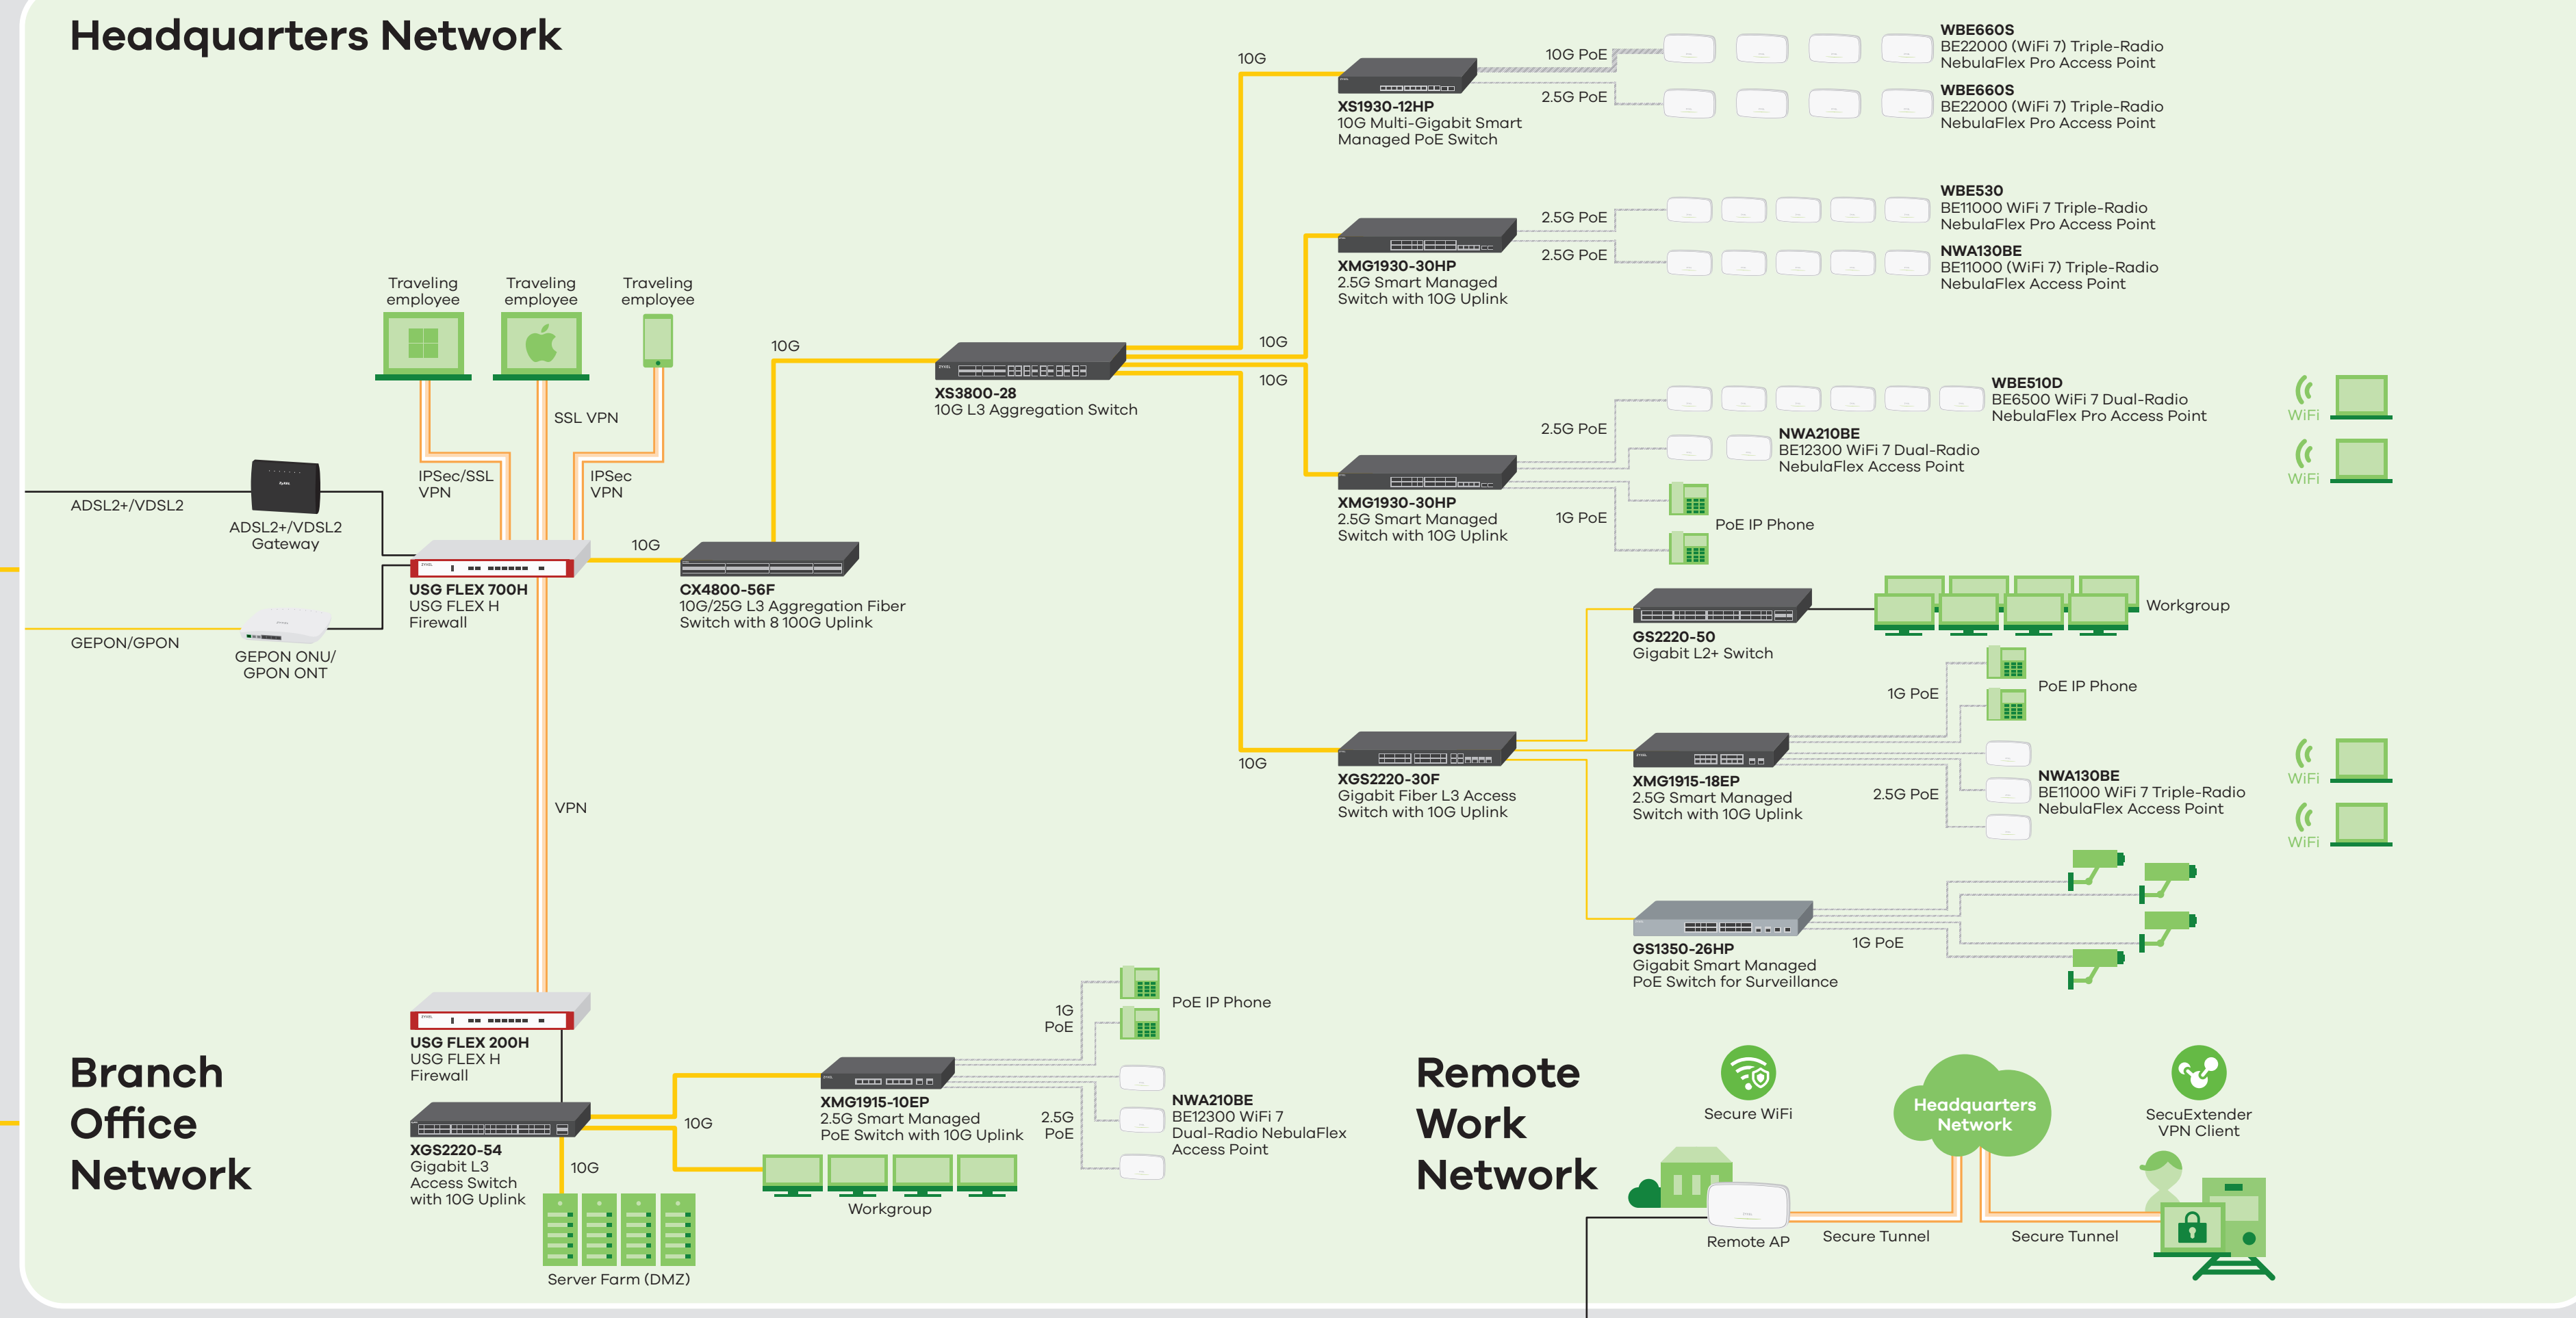 Headquarters Network
10G
XS1930-12HP
10G Multi-Gigabit Smart
Managed PoE Switch
10G PoE
2.5G PoE
WBE660S
BE22000 (WiFi 7) Triple-Radio
NebulaFlex Pro Access Point
WBE660S
BE22000 (WiFi 7) Triple-Radio
NebulaFlex Pro Access Point
XMG1930-30HP
2.5G Smart Managed
Switch with 10G Uplink
2.5G PoE
2.5G PoE
WBE530
BE11000 WiFi 7 Triple-Radio
NebulaFlex Pro Access Point
NWA130BE
BE11000 (WiFi 7) Triple-Radio
NebulaFlex Access Point
Traveling
employee
Traveling
employee
Traveling
employee
SSL VPN
IPSec/SSL
VPN
IPSec
VPN
ADSL2+/VDSL2
ADSL2+/VDSL2
Gateway
GEPON/GPON
GEPON ONU/
GPON ONT
USG FLEX 700H
USG FLEX H
Firewall
10G
CX4800-56F
10G/25G L3 Aggregation Fiber
Switch with 8 100G Uplink
10G
XS3800-28
10G L3 Aggregation Switch
10G
10G
XMG1930-30HP
2.5G Smart Managed
Switch with 10G Uplink
2.5G PoE
1G PoE
WBE510D
BE6500 WiFi 7 Dual-Radio
NebulaFlex Pro Access Point
NWA210BE
BE12300 WiFi 7 Dual-Radio
NebulaFlex Access Point
PoE IP Phone
WiFi
WiFi
10G
XGS2220-30F
Gigabit Fiber L3 Access
Switch with 10G Uplink
GS2220-50
Gigabit L2+ Switch
Workgroup
XMG1915-18EP
2.5G Smart Managed
Switch with 10G Uplink
1G PoE
PoE IP Phone
2.5G PoE
NWA130BE
BE11000 WiFi 7 Triple-Radio
NebulaFlex Access Point
WiFi
WiFi
GS1350-26HP
Gigabit Smart Managed
PoE Switch for Surveillance
1G PoE
VPN
Branch
Office
Network
USG FLEX 200H
USG FLEX H
Firewall
XGS2220-54
Gigabit L3
Access Switch
with 10G Uplink
10G
10G
Server Farm (DMZ)
XMG1915-10EP
2.5G Smart Managed
PoE Switch with 10G Uplink
Workgroup
1G
PoE
PoE IP Phone
2.5G
PoE
NWA210BE
BE12300 WiFi 7
Dual-Radio NebulaFlex
Access Point
Remote
Work
Network
Secure WiFi
Remote AP
Secure Tunnel
Headquarters
Network
Secure Tunnel
SecuExtender
VPN Client